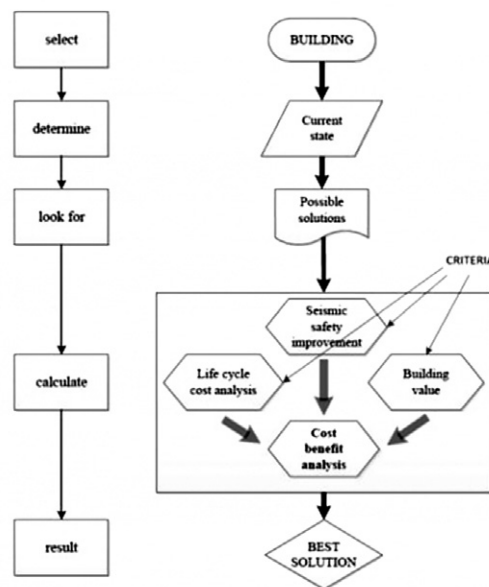 select
BUILDING
determine
Current
state
look for
Possible
solutions
CRITERIA
Seismic
safety
improvement
calculate
Life cycle
cost analysis
Building
value
Cost
benefit
analysis
result
BEST
SOLUTION